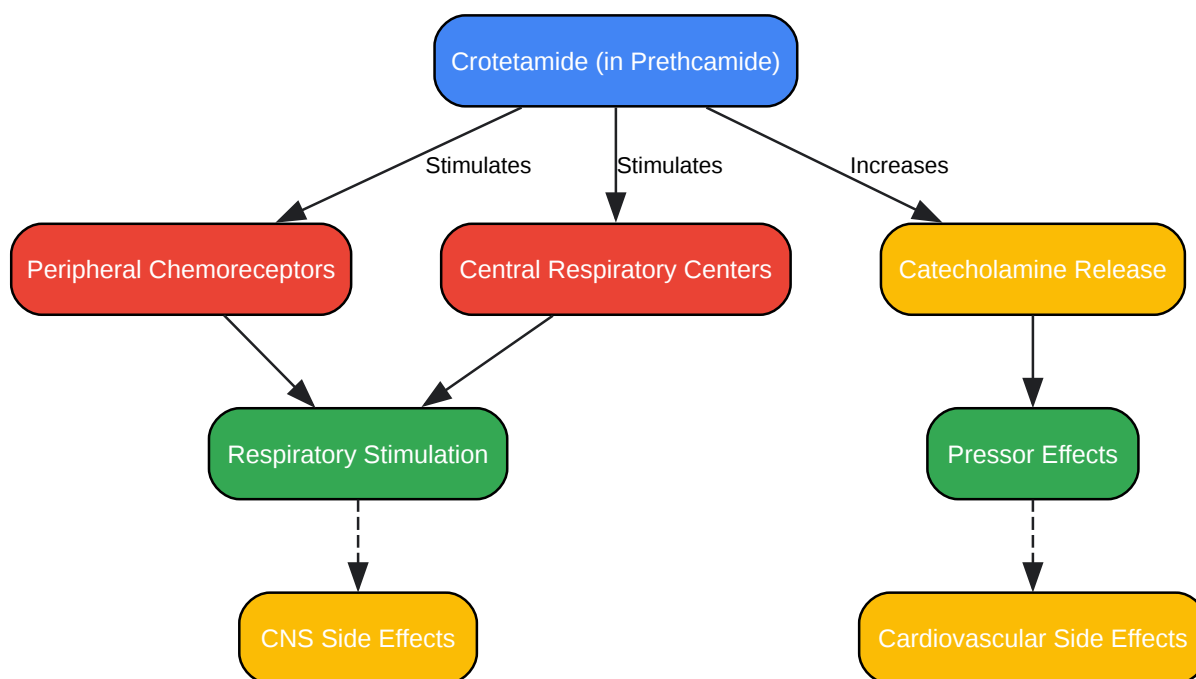 Crotetamide (in Prethcamide)
Stimulates
Stimulates
Increases
Peripheral Chemoreceptors
Central Respiratory Centers
Catecholamine Release
Respiratory Stimulation
Pressor Effects
CNS Side Effects
Cardiovascular Side Effects